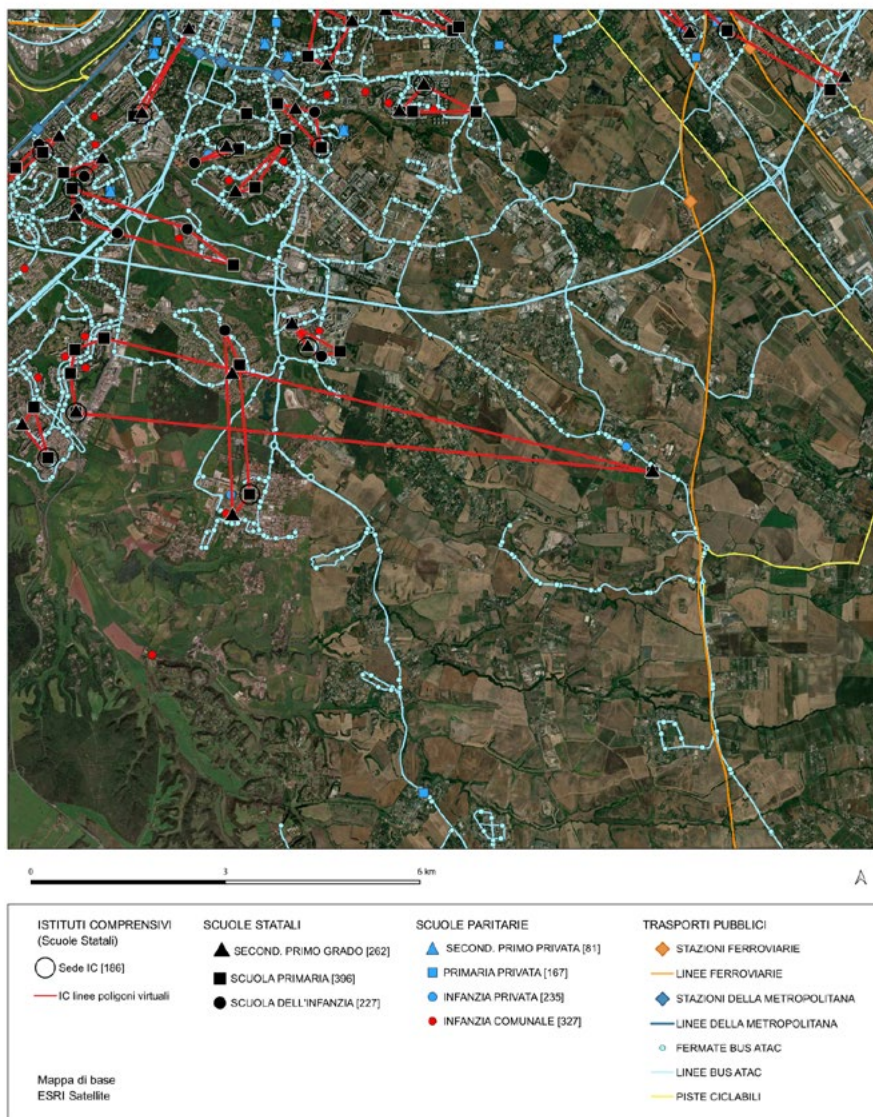 0
3
6 km
ISTITUTI COMPRENSIVI
(Scuole Statali)
Sede IC [186]
IC linee poligoni virtuali
Mappa di base
ESRI Satellite
SCUOLE STATALI
SECOND. PRIMO GRADO [262]
SCUOLA PRIMARIA [396]
SCUOLA DELL'INFANZIA [227]
SCUOLE PARITARIE
SECOND. PRIMO PRIVATA [81]
PRIMARIA PRIVATA [167]
INFANZIA PRIVATA [235]
INFANZIA COMUNALE [327]
TRASPORTI PUBBLICI
STAZIONI FERROVIARIE
LINEE FERROVIARIE
STAZIONI DELLA METROPOLITANA
LINEE DELLA METROPOLITANA
FERMATE BUS ATAC
LINEE BUS ATAC
PISTE CICLABILI